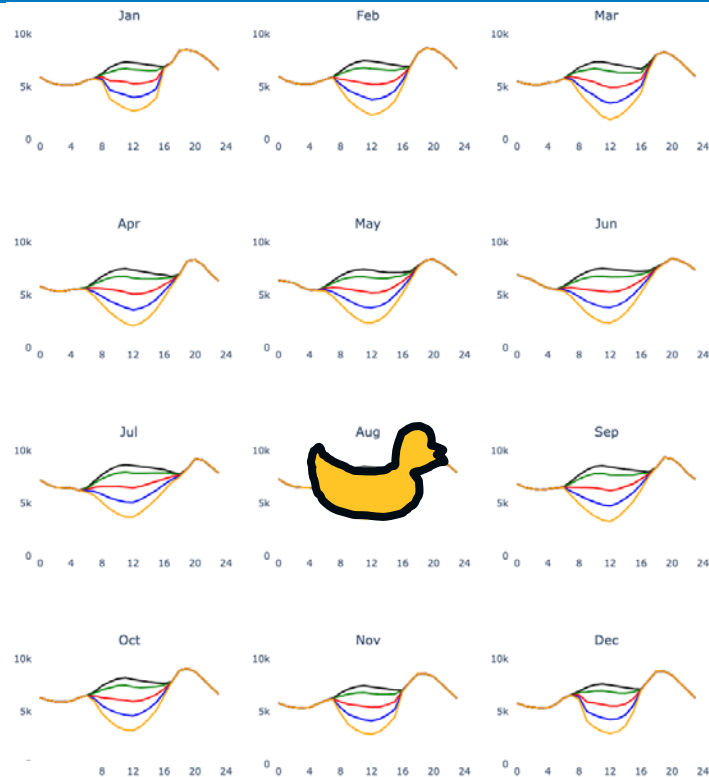 Jan Feb Mar
10k 10k 10k
5k 5k 5k
0 0 0
0 4 8 12 16 20 24 0 4 8 12 16 20 24 0 4 8 12 16 20 24
Apr May Jun
10k 10k 10k
5k 5k 5k
0 0 0
0 4 8 12 16 20 24 0 4 8 12 16 20 24 0 4 8 12 16 20 24
Jul Aug Sep
10k 10k 10k
5k 5k 5k
0 0 0
0 4 8 12 16 20 24 0 4 8 12 16 20 24 0 4 8 12 16 20 24
Oct Nov Dec
10k 10k 10k
5k 5k 5k
0 0
8 12 16 20 24 0 4 8 12 16 20 24 0 4 8 12 16 20 24